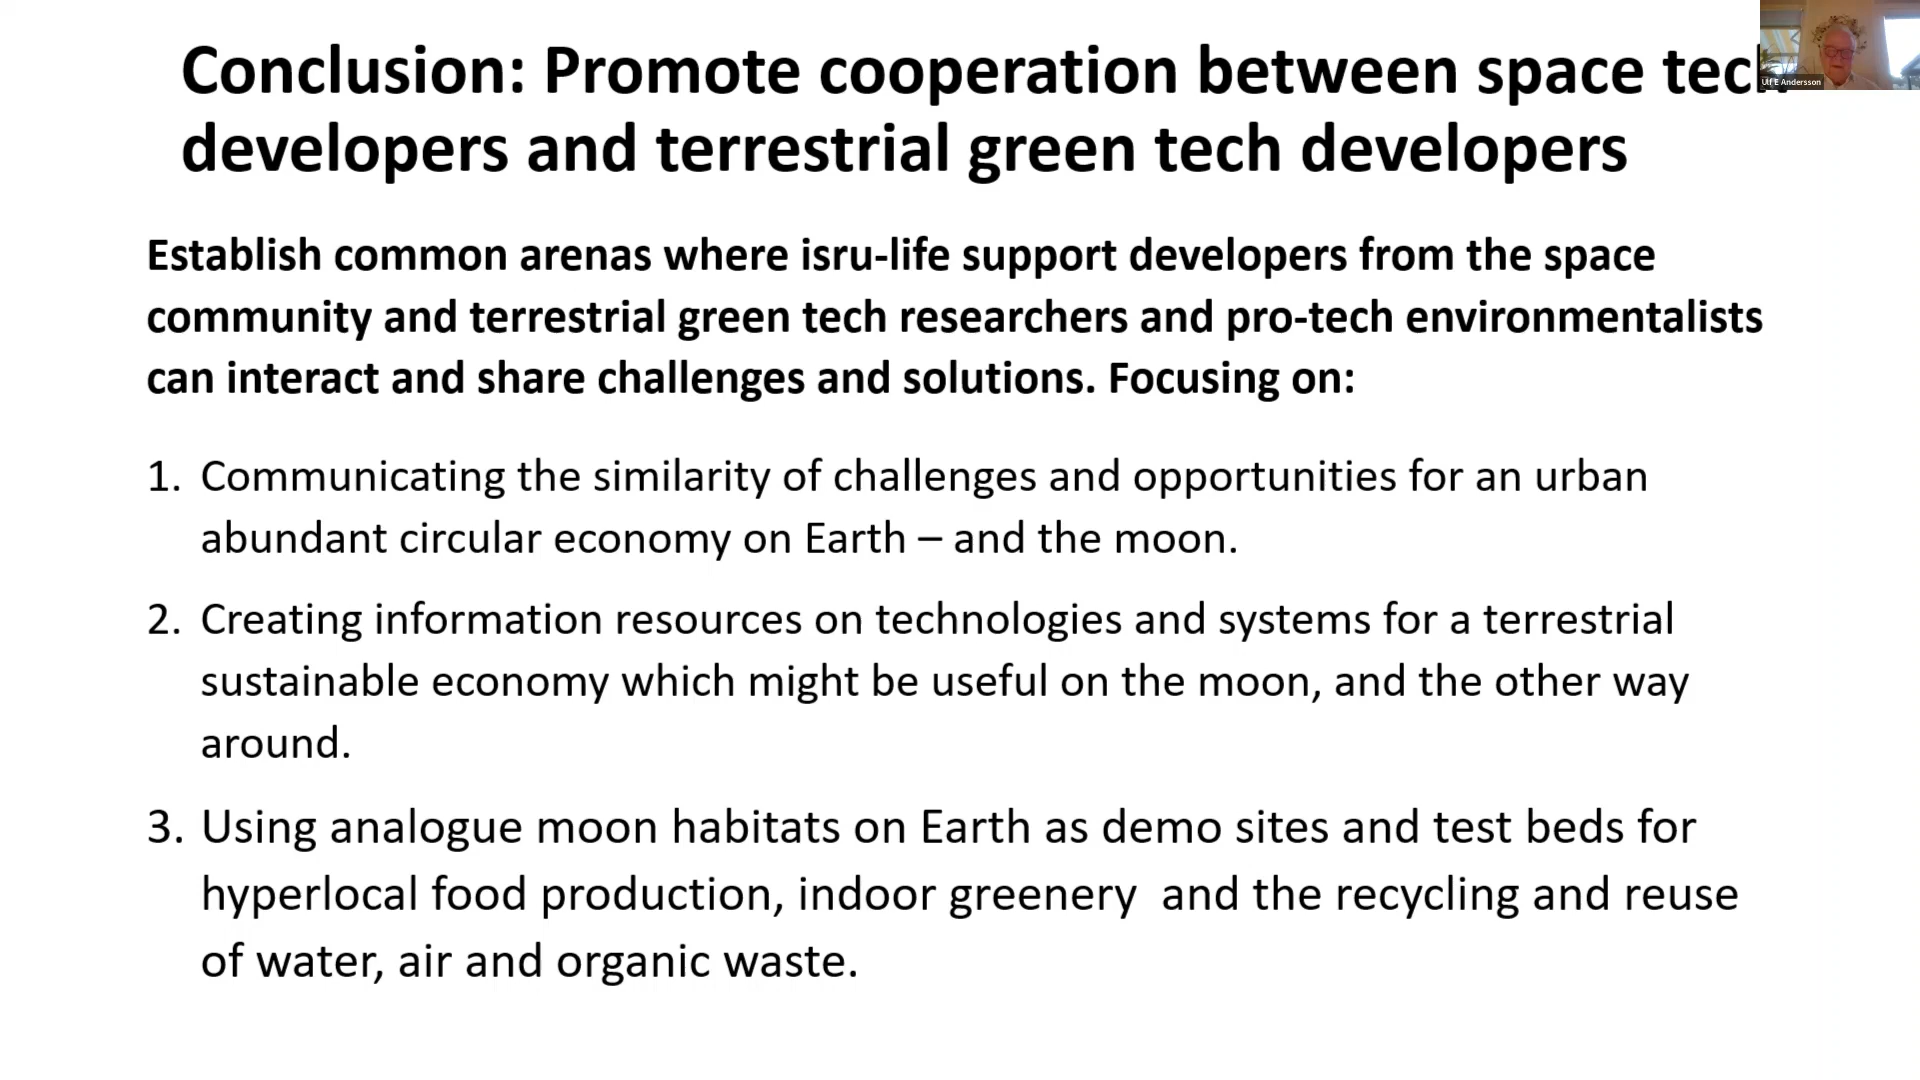 Conclusion: Promote cooperation between space tech
developers and terrestrial green tech developers
Ulf E Andersson
Establish common arenas where isru-life support developers from the space
community and terrestrial green tech researchers and pro-tech environmentalists
can interact and share challenges and solutions. Focusing on:
1. Communicating the similarity of challenges and opportunities for an urban
abundant circular economy on Earth – and the moon.
2. Creating information resources on technologies and systems for a terrestrial
sustainable economy which might be useful on the moon, and the other way
around.
3. Using analogue moon habitats on Earth as demo sites and test beds for
hyperlocal food production, indoor greenery  and the recycling and reuse
of water, air and organic waste.